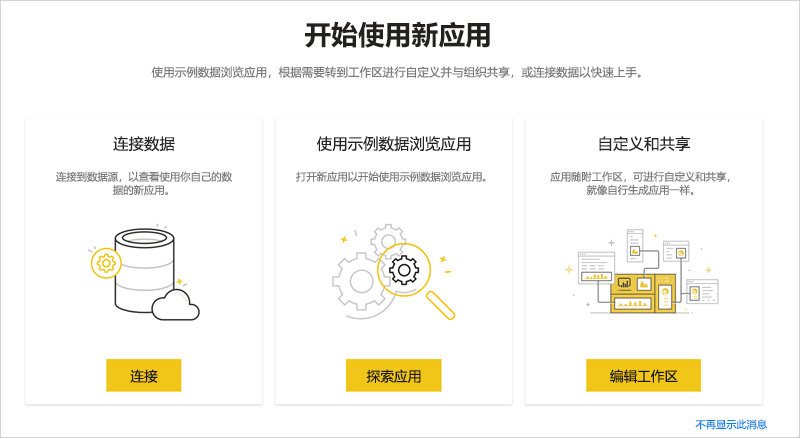 开始使用新应用
使用示例数据浏览应用，根据需要转到工作区进行自定义并与组织共享，或连接数据以快速上手。
连接数据
连接到数据源，以查看使用你自己的数
据的新应用。
连接
使用示例数据浏览应用
打开新应用以开始使用示例数据浏览应用。
探索应用
自定义和共享
应用随附工作区，可进行自定义和共享，
就像自行生成应用一样。
编辑工作区
不再显示此消息